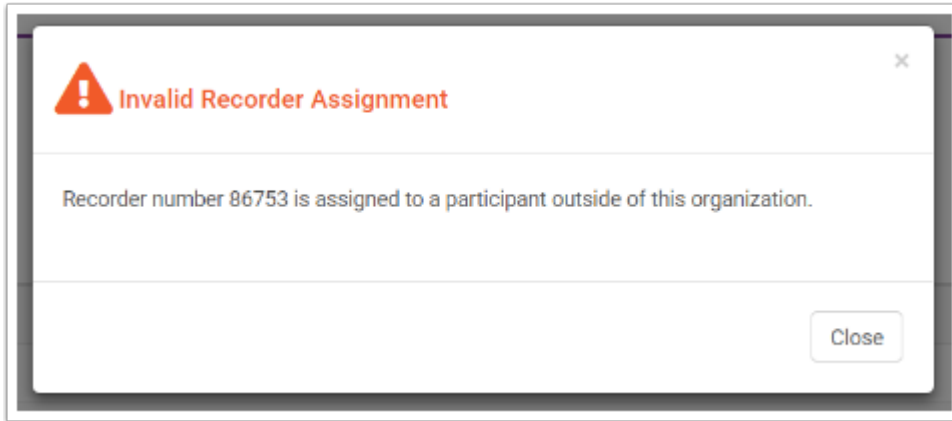 Invalid Recorder Assignment
×
Recorder number 86753 is assigned to a participant outside of this organization.
Close